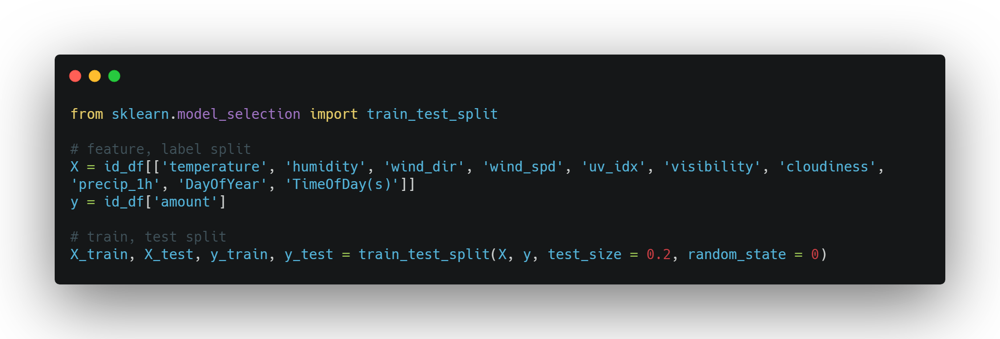 from sklearn.model_selection import train_test_split
# feature, label split
X = id_df[['temperature', 'humidity', 'wind_dir', 'wind_spd', 'uv_idx', 'visibility', 'cloudiness',
'precip_1h', 'DayOfYear', 'TimeOfDay(s)']]
y = id_df['amount']
# train, test split
X_train, X_test, y_train, y_test = train_test_split(X, y, test_size = 0.2, random_state = 0)